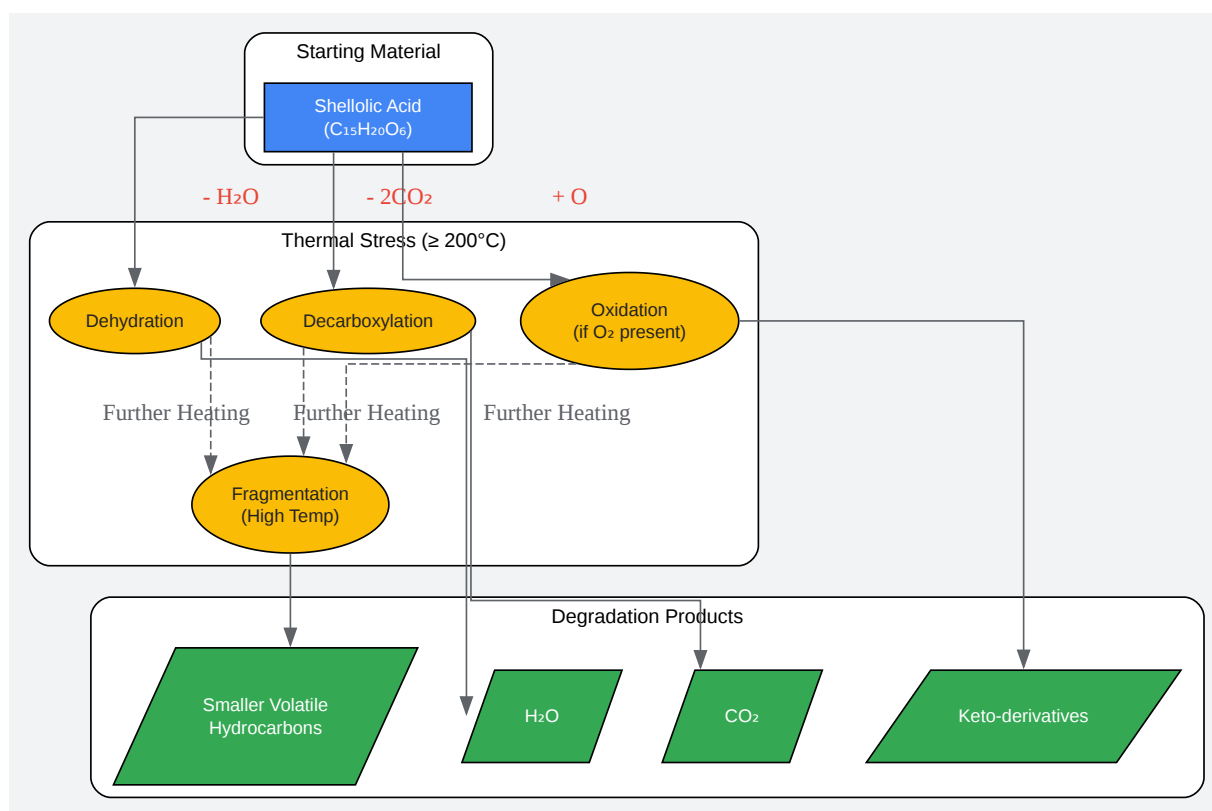 Starting Material
Shellolic Acid
(C₁₅H₂₀O₆)
- H₂O
- 2CO₂
+ O
Thermal Stress (≥ 200°C)
Dehydration
Decarboxylation
Oxidation
(if O₂ present)
Further Heating
Further Heating
Further Heating
Fragmentation
(High Temp)
Degradation Products
Smaller Volatile
Hydrocarbons
H₂O
CO₂
Keto-derivatives